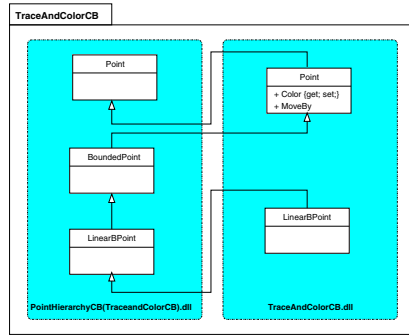 TraceAndColorCB
Point
Point
+ Color {get; set;}
+ MoveBy
BoundedPoint
LinearBPoint
LinearBPoint
PointHierarchyCB(TraceandColorCB).dll
TraceAndColorCB.dll